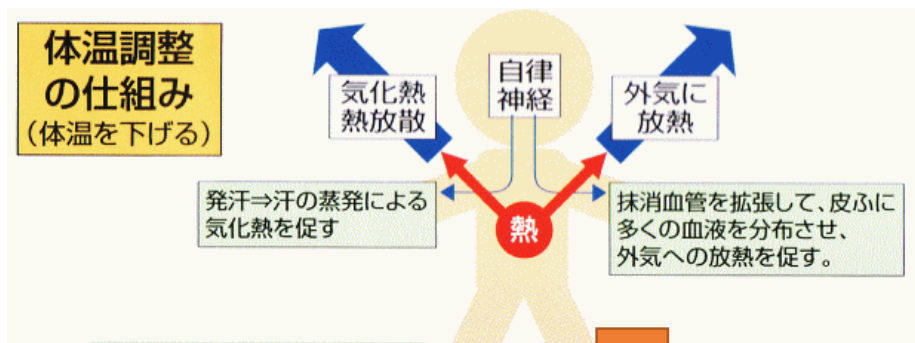 体温調整
の仕組み
(体温を下げる)
気化熱
熱放散
自律
神経
外気に
放熱
発汗⇒汗の蒸発による
気化熱を促す
熱
抹消血管を拡張して、皮ふに
多くの血液を分布させ、
外気への放熱を促す。